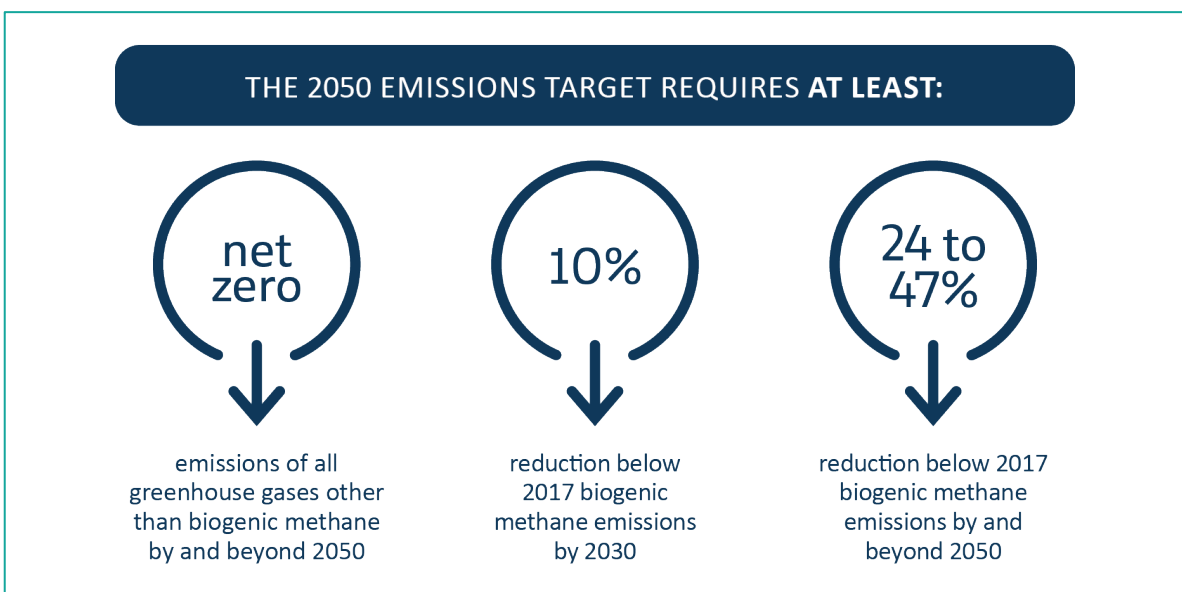 THE 2050 EMISSIONS TARGET REQUIRES AT LEAST:
net
zero
emissions of all
greenhouse gases other
than biogenic methane
by and beyond 2050
10%
reduction below
2017 biogenic
methane emissions
by 2030
24 to
47%
reduction below 2017
biogenic methane
emissions by and
beyond 2050